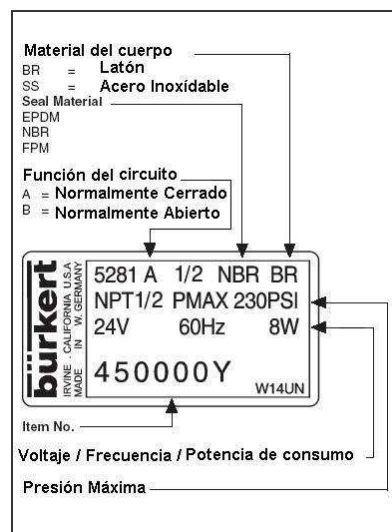 Material del cuerpo
BR = Latón
SS = Acero Inoxídable
Seal Material
EPDM
NBR
FPM
Función del circuito
A = Normalmente Cerrado
B = Normalmente Abierto
bürkert
IRVINE . CALIFORNIA U.S.A
MADE IN W. GERMANY
5281 A 1/2 NBR BR
NPT1/2 PMAX 230PSI
24V 60Hz 8W
450000Y
W14UN
Item No.
Voltaje / Frecuencia / Potencia de consumo
Presión Máxima